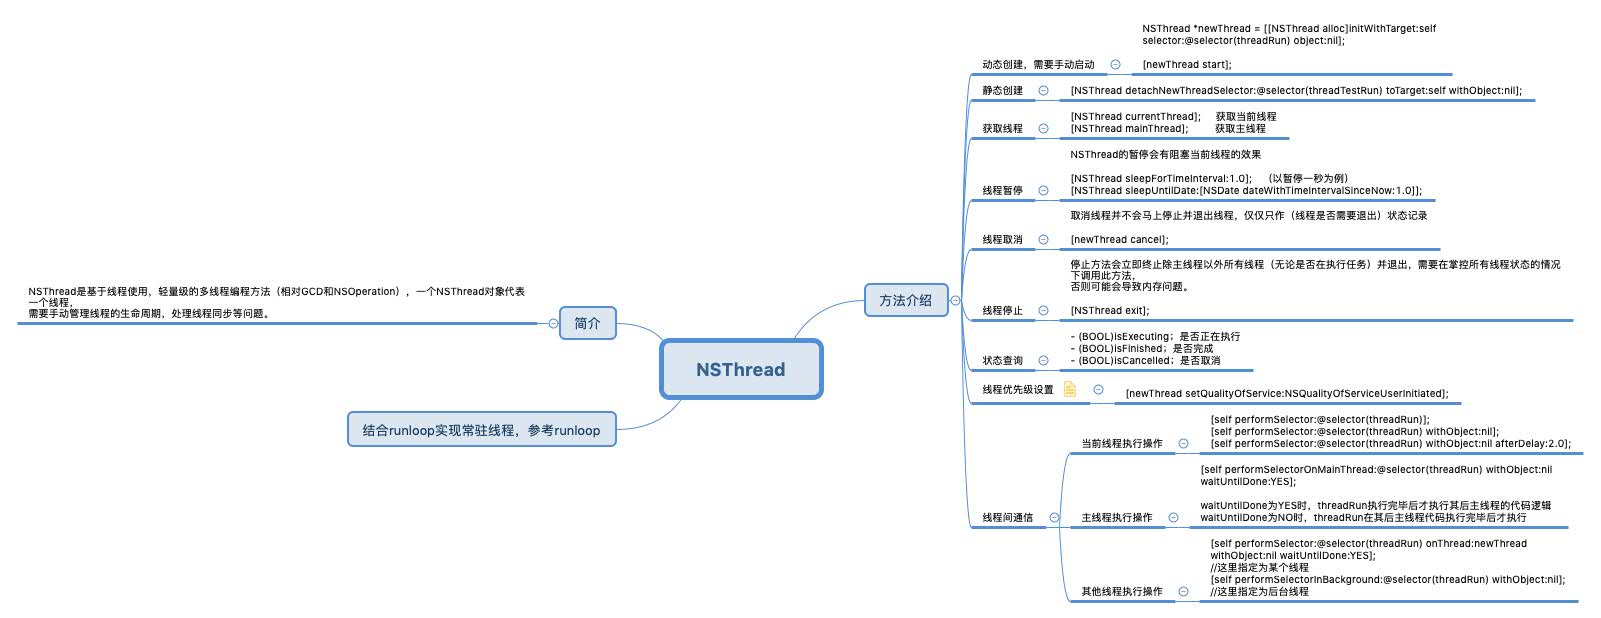 NSThread
简介
NSThread是基于线程使用，轻量级的多线程编程方法（相对GCD和NSOperation），一个NSThread对象代表
一个线程，
需要手动管理线程的生命周期，处理线程同步等问题。
结合runloop实现常驻线程，参考runloop
方法介绍
动态创建，需要手动启动
NSThread *newThread = [[NSThread alloc]initWithTarget:self
selector:@selector(threadRun) object:nil];
[newThread start];
静态创建
[NSThread detachNewThreadSelector:@selector(threadTestRun) toTarget:self withObject:nil];
获取线程
[NSThread currentThread]; 获取当前线程
[NSThread mainThread]; 获取主线程
线程暂停
NSThread的暂停会有阻塞当前线程的效果
[NSThread sleepForTimeInterval:1.0]; （以暂停一秒为例）
[NSThread sleepUntilDate:[NSDate dateWithTimeIntervalSinceNow:1.0]];
线程取消
取消线程并不会马上停止并退出线程，仅仅只作（线程是否需要退出）状态记录
[newThread cancel];
线程停止
停止方法会立即终止除主线程以外所有线程（无论是否在执行任务）并退出，需要在掌控所有线程状态的情况
下调用此方法，
否则可能会导致内存问题。
[NSThread exit];
状态查询
- (BOOL)isExecuting；是否正在执行
- (BOOL)isFinished；是否完成
- (BOOL)isCancelled；是否取消
线程优先级设置
[newThread setQualityOfService:NSQualityOfServiceUserInitiated];
线程间通信
当前线程执行操作
[self performSelector:@selector(threadRun)];
[self performSelector:@selector(threadRun) withObject:nil];
[self performSelector:@selector(threadRun) withObject:nil afterDelay:2.0];
主线程执行操作
[self performSelectorOnMainThread:@selector(threadRun) withObject:nil
waitUntilDone:YES];
waitUntilDone为YES时，threadRun执行完毕后才执行其后主线程的代码逻辑
waitUntilDone为NO时，threadRun在其后主线程代码执行完毕后才执行
其他线程执行操作
[self performSelector:@selector(threadRun) onThread:newThread
withObject:nil waitUntilDone:YES];
//这里指定为某个线程
[self performSelectorInBackground:@selector(threadRun) withObject:nil];
//这里指定为后台线程